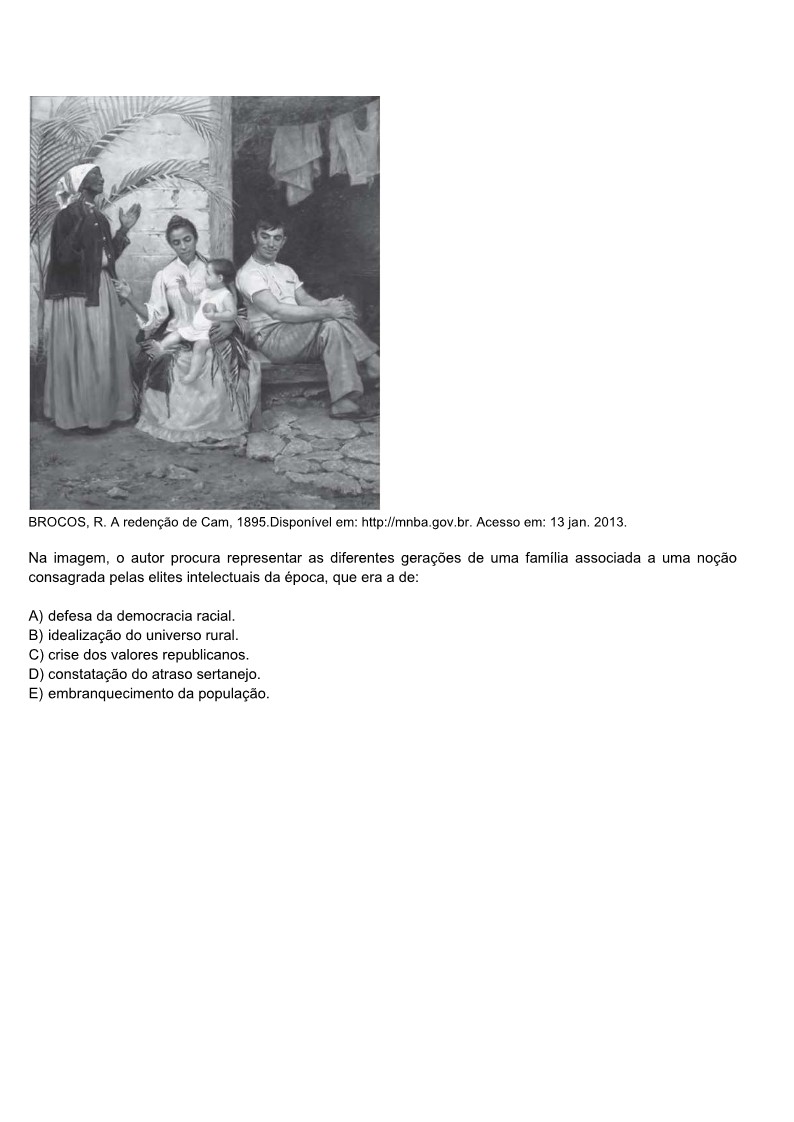 BROCOS, R. A redenção de Cam, 1895.Disponível em: http://mnba.gov.br. Acesso em: 13 jan. 2013.
Na imagem, o autor procura representar as diferentes gerações de uma família associada a uma noção
consagrada pelas elites intelectuais da época, que era a de:
A) defesa da democracia racial.
B) idealização do universo rural.
C) crise dos valores republicanos.
D) constatação do atraso sertanejo.
E) embranquecimento da população.